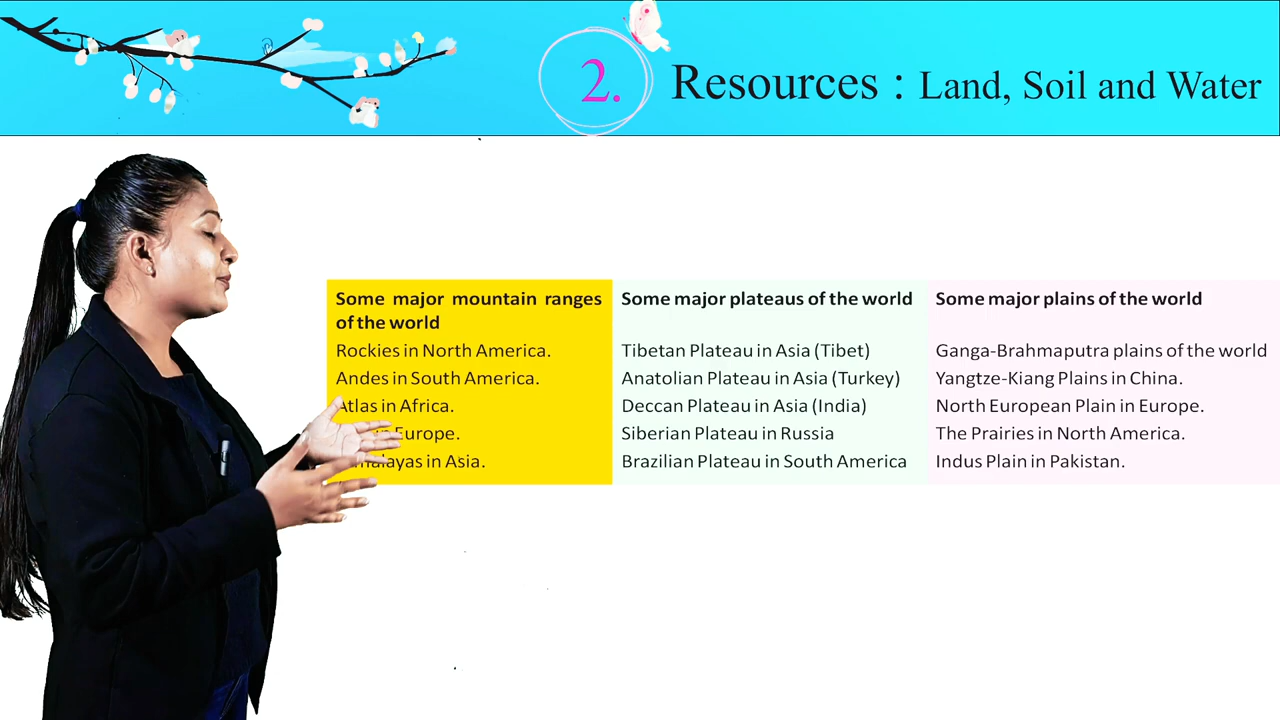 2.
Resources : Land, Soil and Water
Some major mountain ranges
of the world
Rockies in North America.
Andes in South America.
Atlas in Africa.
Europe.
in Asia.
Some major plateaus of the world
Tibetan Plateau in Asia (Tibet)
Anatolian Plateau in Asia (Turkey)
Deccan Plateau in Asia (India)
Siberian Plateau in Russia
Brazilian Plateau in South America
Some major plains of the world
Ganga-Brahmaputra plains of the world
Yangtze-Kiang Plains in China.
North European Plain in Europe.
The Prairies in North America.
Indus Plain in Pakistan.